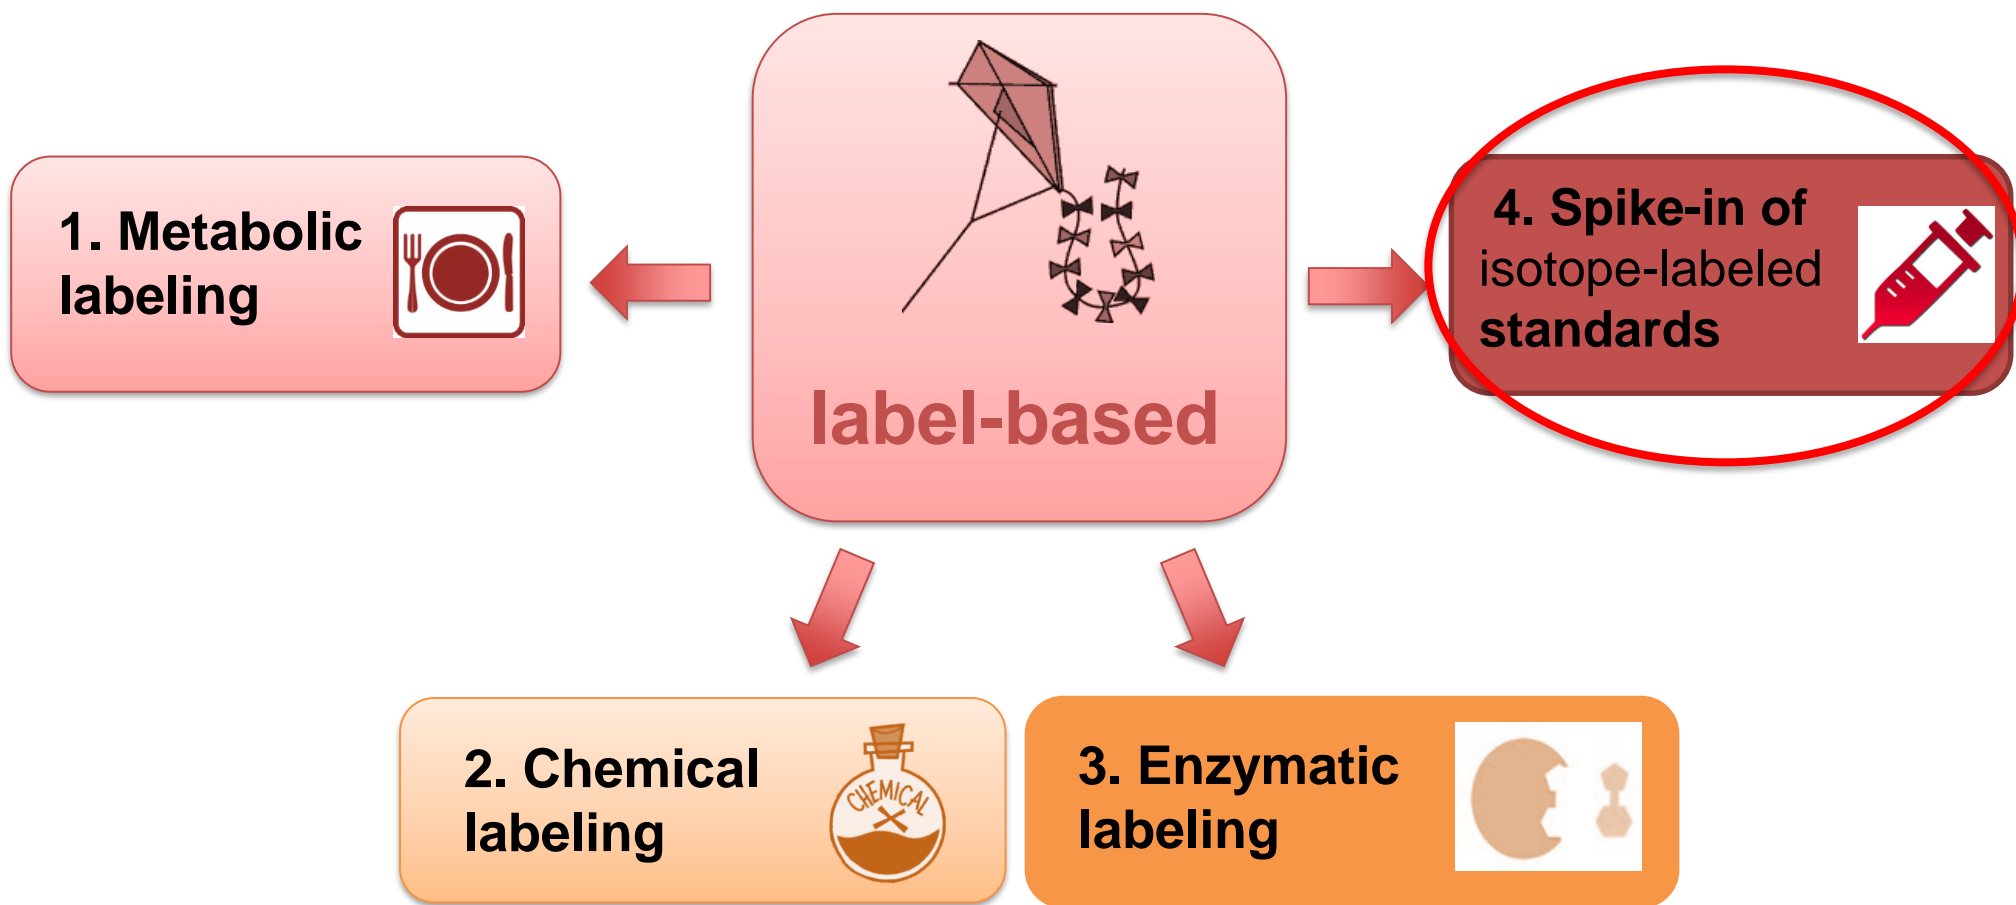 label-based
1. Metabolic
labeling
4. Spike-in of
isotope-labeled
standards
2. Chemical
labeling
CHEMICAL
3. Enzymatic
labeling